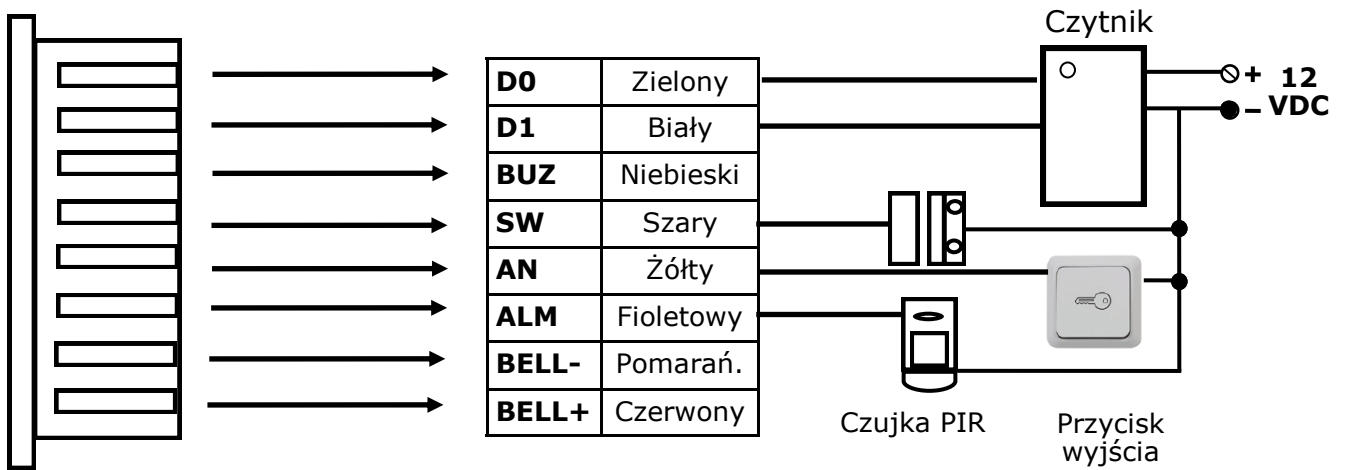 Czytnik
+ 12
– VDC
D0 Zielony
D1 Biały
BUZ Niebieski
SW Szary
AN Żółty
ALM Fioletowy
BELL- Pomarań.
BELL+ Czerwony
Czujka PIR
Przycisk
wyjścia